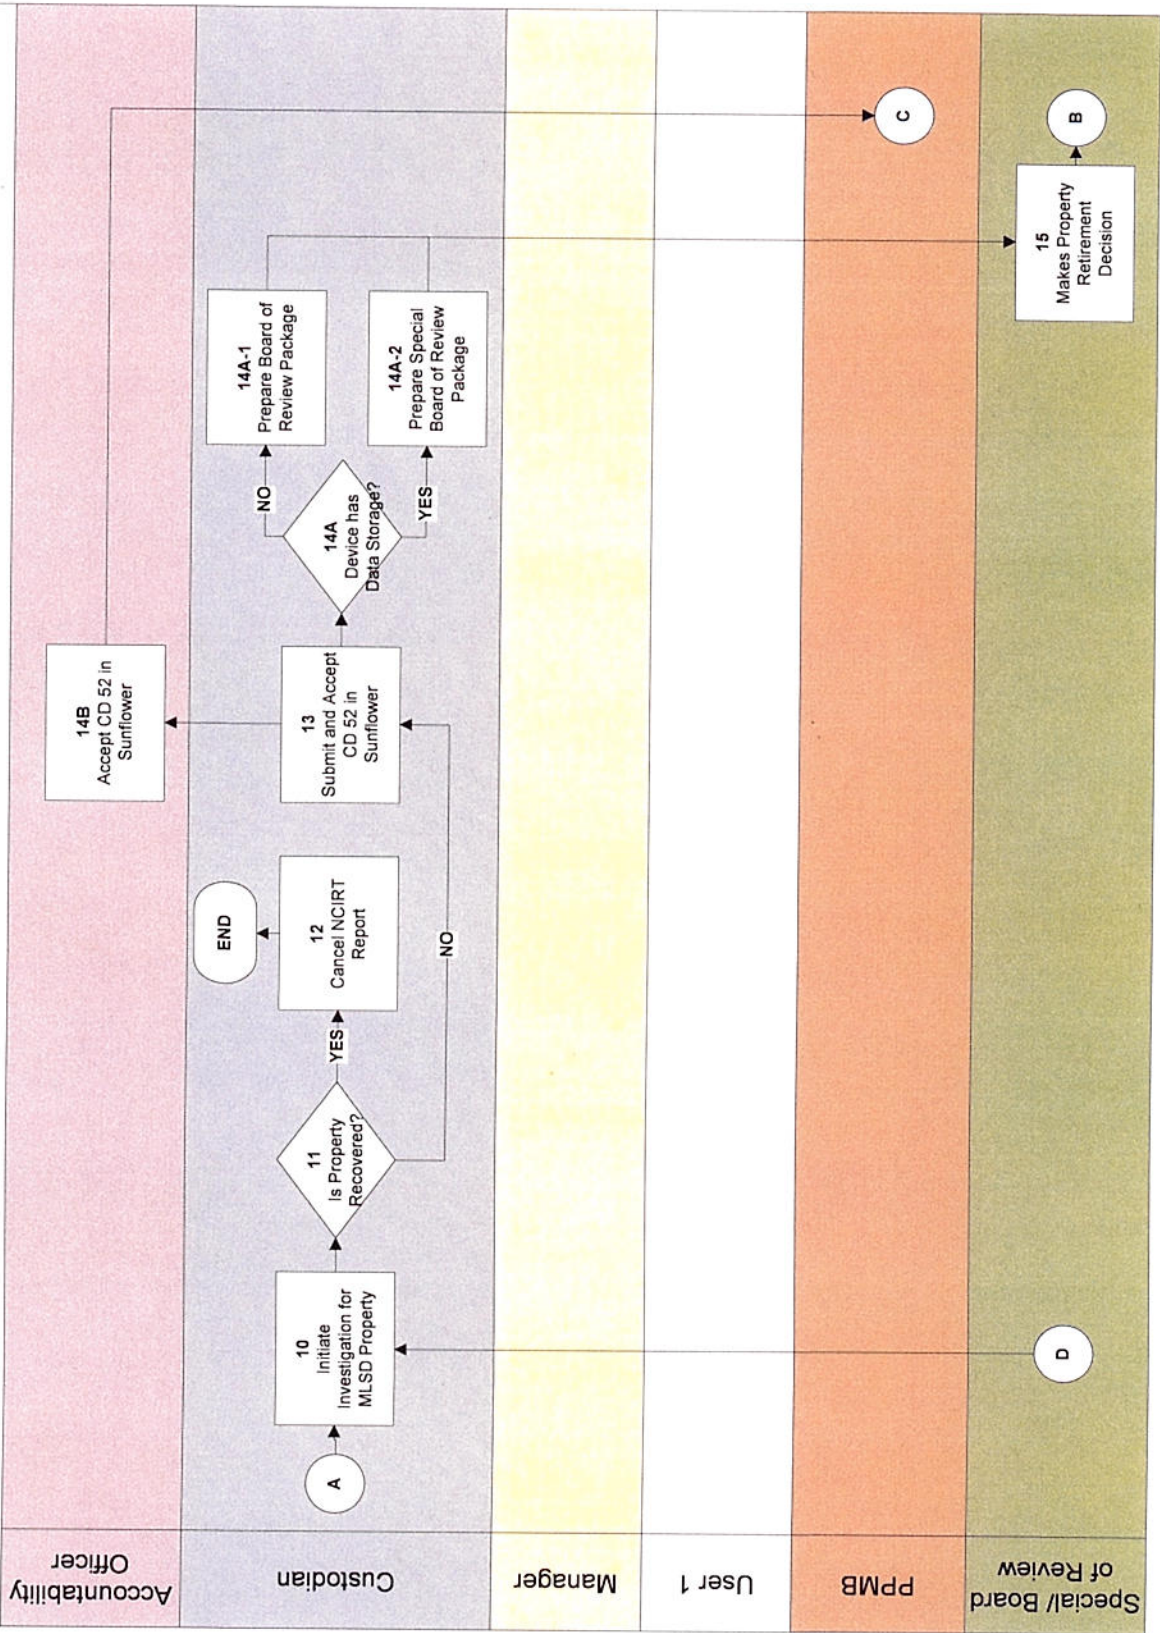 Accountability
Officer
Custodian
Manager
User 1
PPMB
Special/ Board
of Review
14B
Accept CD 52 in
Sunflower
A
10
Initiate
Investigation for
MLSD Property
11
Is Property
Recovered?
YES
NO
12
Cancel NCIRT
Report
END
13
Submit and Accept
CD 52 in
Sunflower
14A
Device has
Data Storage?
NO
YES
14A-1
Prepare Board of
Review Package
14A-2
Prepare Special
Board of Review
Package
C
D
15
Makes Property
Retirement
Decision
B